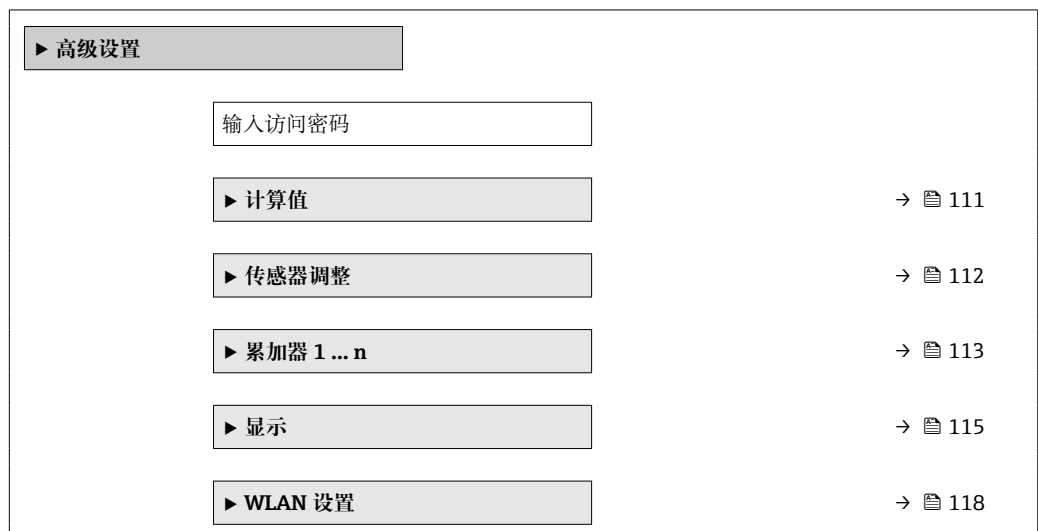 ▶ 高级设置
输入访问密码
▶ 计算值 → 111
▶ 传感器调整 → 112
▶ 累加器 1 ... n → 113
▶ 显示 → 115
▶ WLAN 设置 → 118